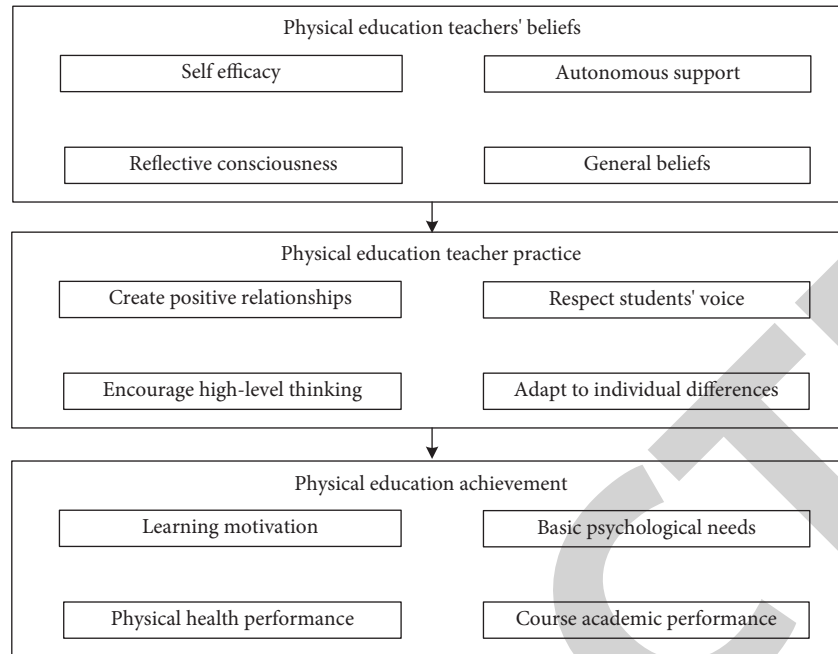 Physical education teachers' beliefs
Self efficacy
Autonomous support
Reflective consciousness
General beliefs
Physical education teacher practice
Create positive relationships
Respect students' voice
Encourage high-level thinking
Adapt to individual differences
Physical education achievement
Learning motivation
Basic psychological needs
Physical health performance
Course academic performance
CT